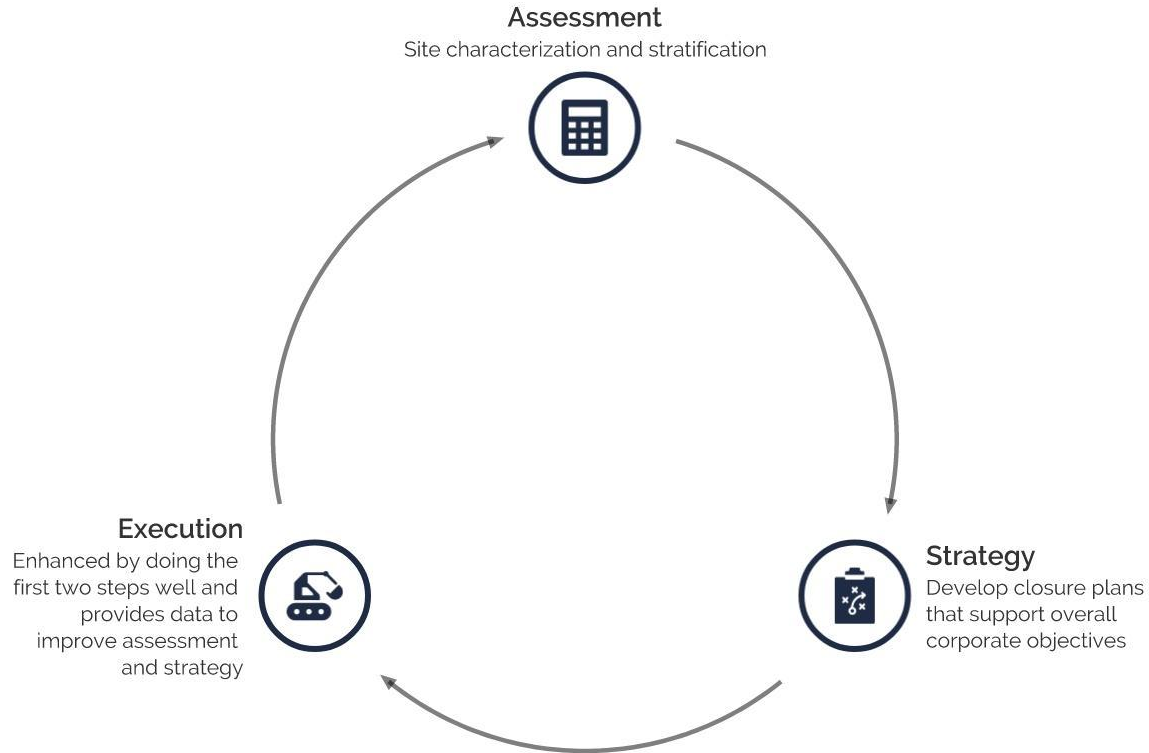 Assessment
Site characterization and stratification
Strategy
Develop closure plans
that support overall
corporate objectives
Execution
Enhanced by doing the
first two steps well and
provides data to
improve assessment
and strategy